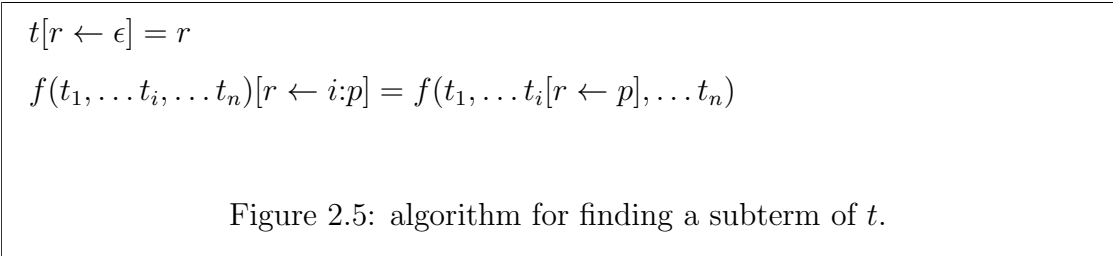 t[r ← ϵ] = r
f(t₁, … tᵢ, … tₙ)[r ← i:p] = f(t₁, … tᵢ[r ← p], … tₙ)
Figure 2.5: algorithm for finding a subterm of t.